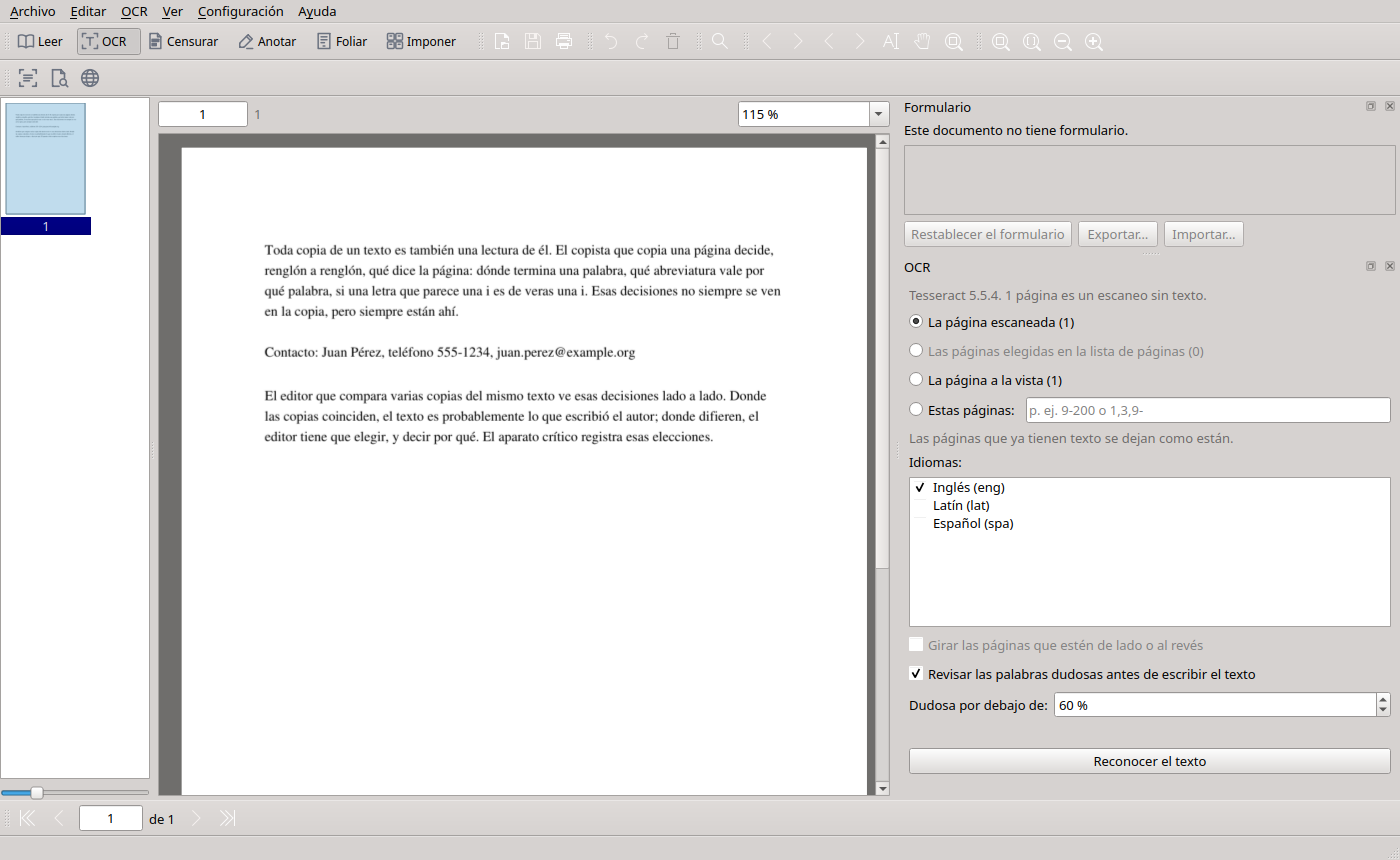 Archivo Editar OCR Ver Configuración Ayuda
Leer OCR Censurar Anotar Foliar Imponer
1 1 115 %
1
Toda copia de un texto es también una lectura de él. El copista que copia una página decide,
renglón a renglón, qué dice la página: dónde termina una palabra, qué abreviatura vale por
qué palabra, si una letra que parece una i es de veras una i. Esas decisiones no siempre se ven
en la copia, pero siempre están ahí.
Contacto: Juan Pérez, teléfono 555-1234, juan.perez@example.org
El editor que compara varias copias del mismo texto ve esas decisiones lado a lado. Donde
las copias coinciden, el texto es probablemente lo que escribió el autor; donde difieren, el
editor tiene que elegir, y decir por qué. El aparato crítico registra esas elecciones.
Formulario
Este documento no tiene formulario.
Restablecer el formulario Exportar... Importar...
OCR
Tesseract 5.5.4. 1 página es un escaneo sin texto.
La página escaneada (1)
Las páginas elegidas en la lista de páginas (0)
La página a la vista (1)
Estas páginas: p. ej. 9-200 o 1,3,9-
Las páginas que ya tienen texto se dejan como están.
Idiomas:
Inglés (eng)
Latín (lat)
Español (spa)
Girar las páginas que estén de lado o al revés
Revisar las palabras dudosas antes de escribir el texto
Dudosa por debajo de: 60 %
Reconocer el texto
1 de 1